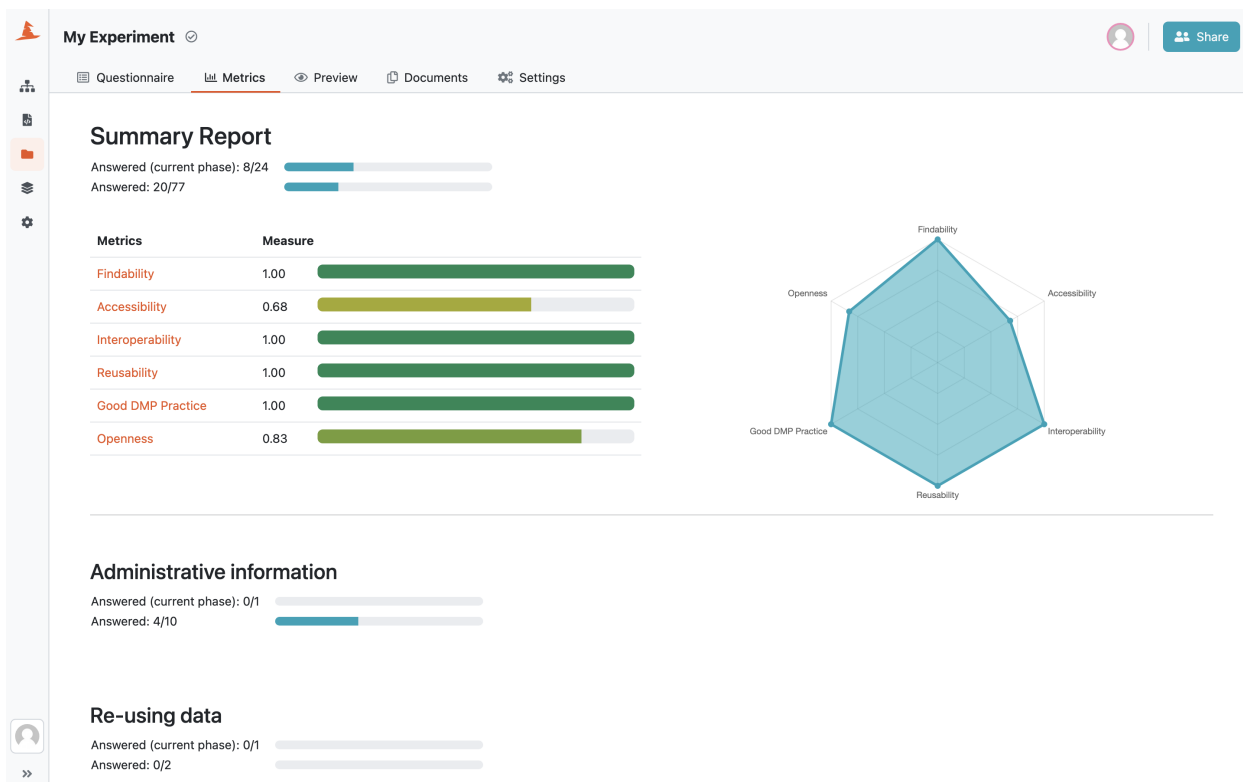 My Experiment
Share
Questionnaire Metrics Preview Documents Settings
Summary Report
Answered (current phase): 8/24
Answered: 20/77
Metrics Measure
Findability 1.00
Accessibility 0.68
Interoperability 1.00
Reusability 1.00
Good DMP Practice 1.00
Openness 0.83
Findability
Openness
Accessibility
Good DMP Practice
Interoperability
Reusability
Administrative information
Answered (current phase): 0/1
Answered: 4/10
Re-using data
Answered (current phase): 0/1
Answered: 0/2